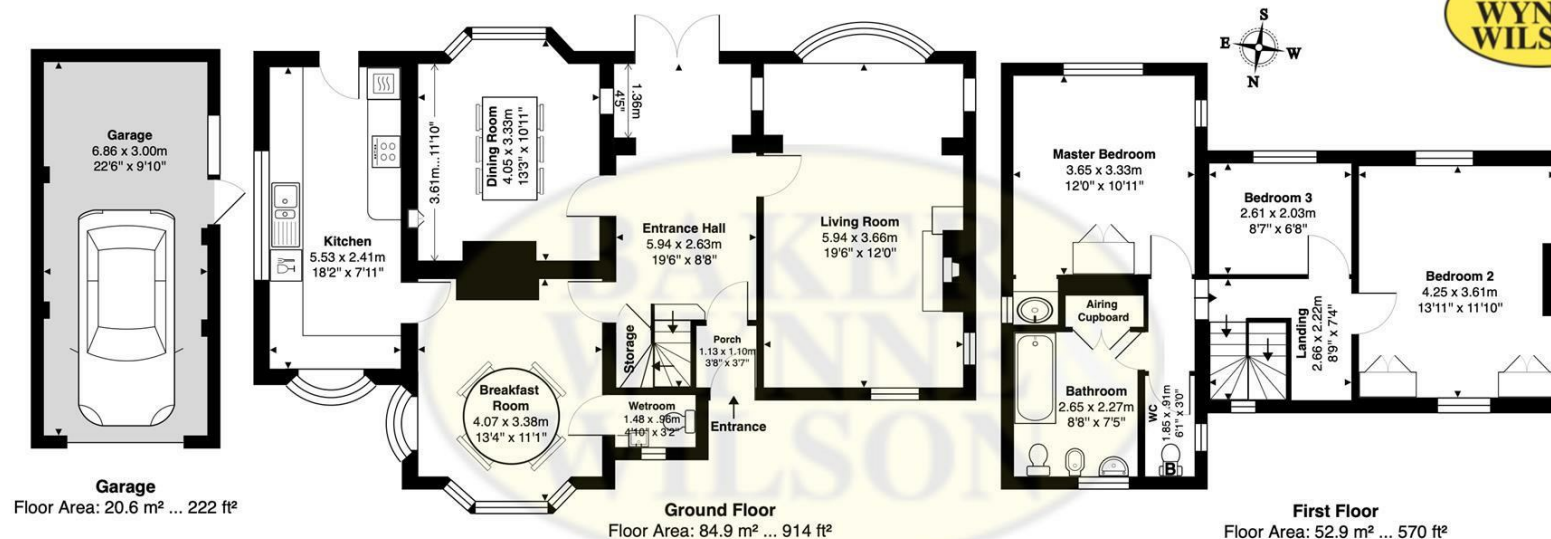 WYN
WILS
S
E
W
N
Garage
6.86 x 3.00m
22'6" x 9'10"
Kitchen
5.53 x 2.41m
18'2" x 7'11"
3.61m...11'10"
Dining Room
4.05 x 3.33m
13'3" x 10'11"
1.36m
4'5"
Entrance Hall
5.94 x 2.63m
19'6" x 8'8"
Living Room
5.94 x 3.66m
19'6" x 12'0"
Storage
Porch
1.13 x 1.10m
3'8" x 3'7"
Breakfast
Room
4.07 x 3.38m
13'4" x 11'1"
Wetroom
1.48 x .96m
4'10" x 3'2"
Entrance
Master Bedroom
3.65 x 3.33m
12'0" x 10'11"
Bedroom 3
2.61 x 2.03m
8'7" x 6'8"
Bedroom 2
4.25 x 3.61m
13'11" x 11'10"
Airing
Cupboard
Landing
2.66 x 2.22m
8'9" x 7'4"
Bathroom
2.65 x 2.27m
8'8" x 7'5"
WC
1.85 x .91m
6'1" x 3'0"
B
BAKER
WYNNE
WILSON
Garage
Floor Area: 20.6 m² ... 222 ft²
Ground Floor
Floor Area: 84.9 m² ... 914 ft²
First Floor
Floor Area: 52.9 m² ... 570 ft²